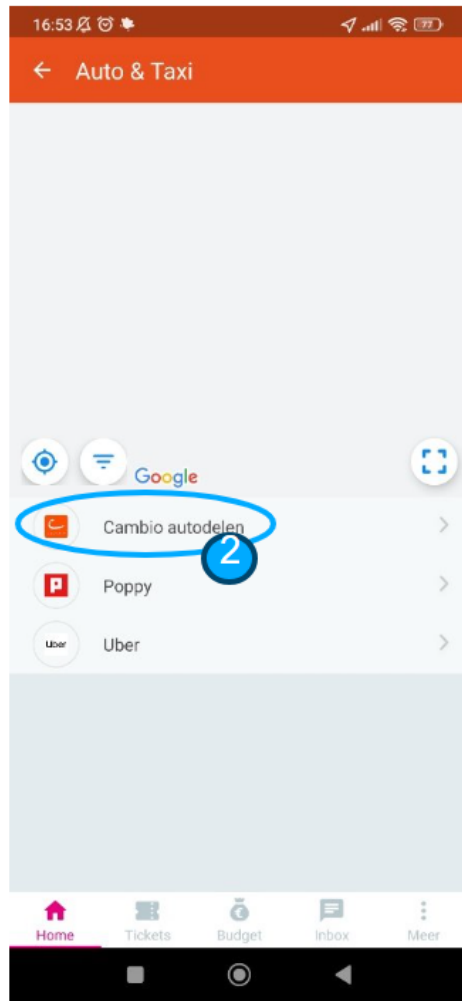 16:53
77
Auto & Taxi
Google
Cambio autodelen
2
Poppy
Uber
Uber
Home
Tickets
Budget
Inbox
Meer